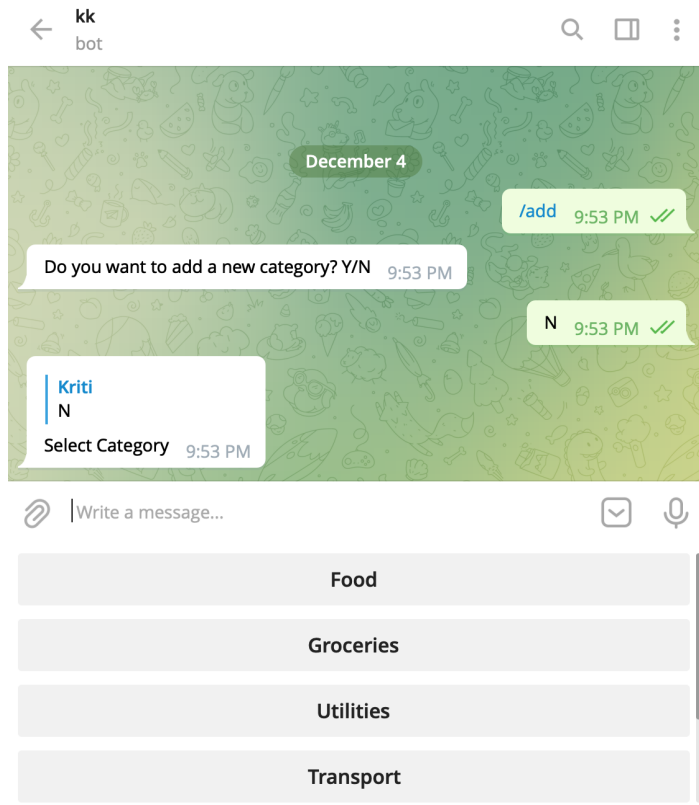 kk
bot
December 4
/add 9:53 PM
Do you want to add a new category? Y/N 9:53 PM
N 9:53 PM
Kriti
N
Select Category 9:53 PM
Write a message...
Food
Groceries
Utilities
Transport